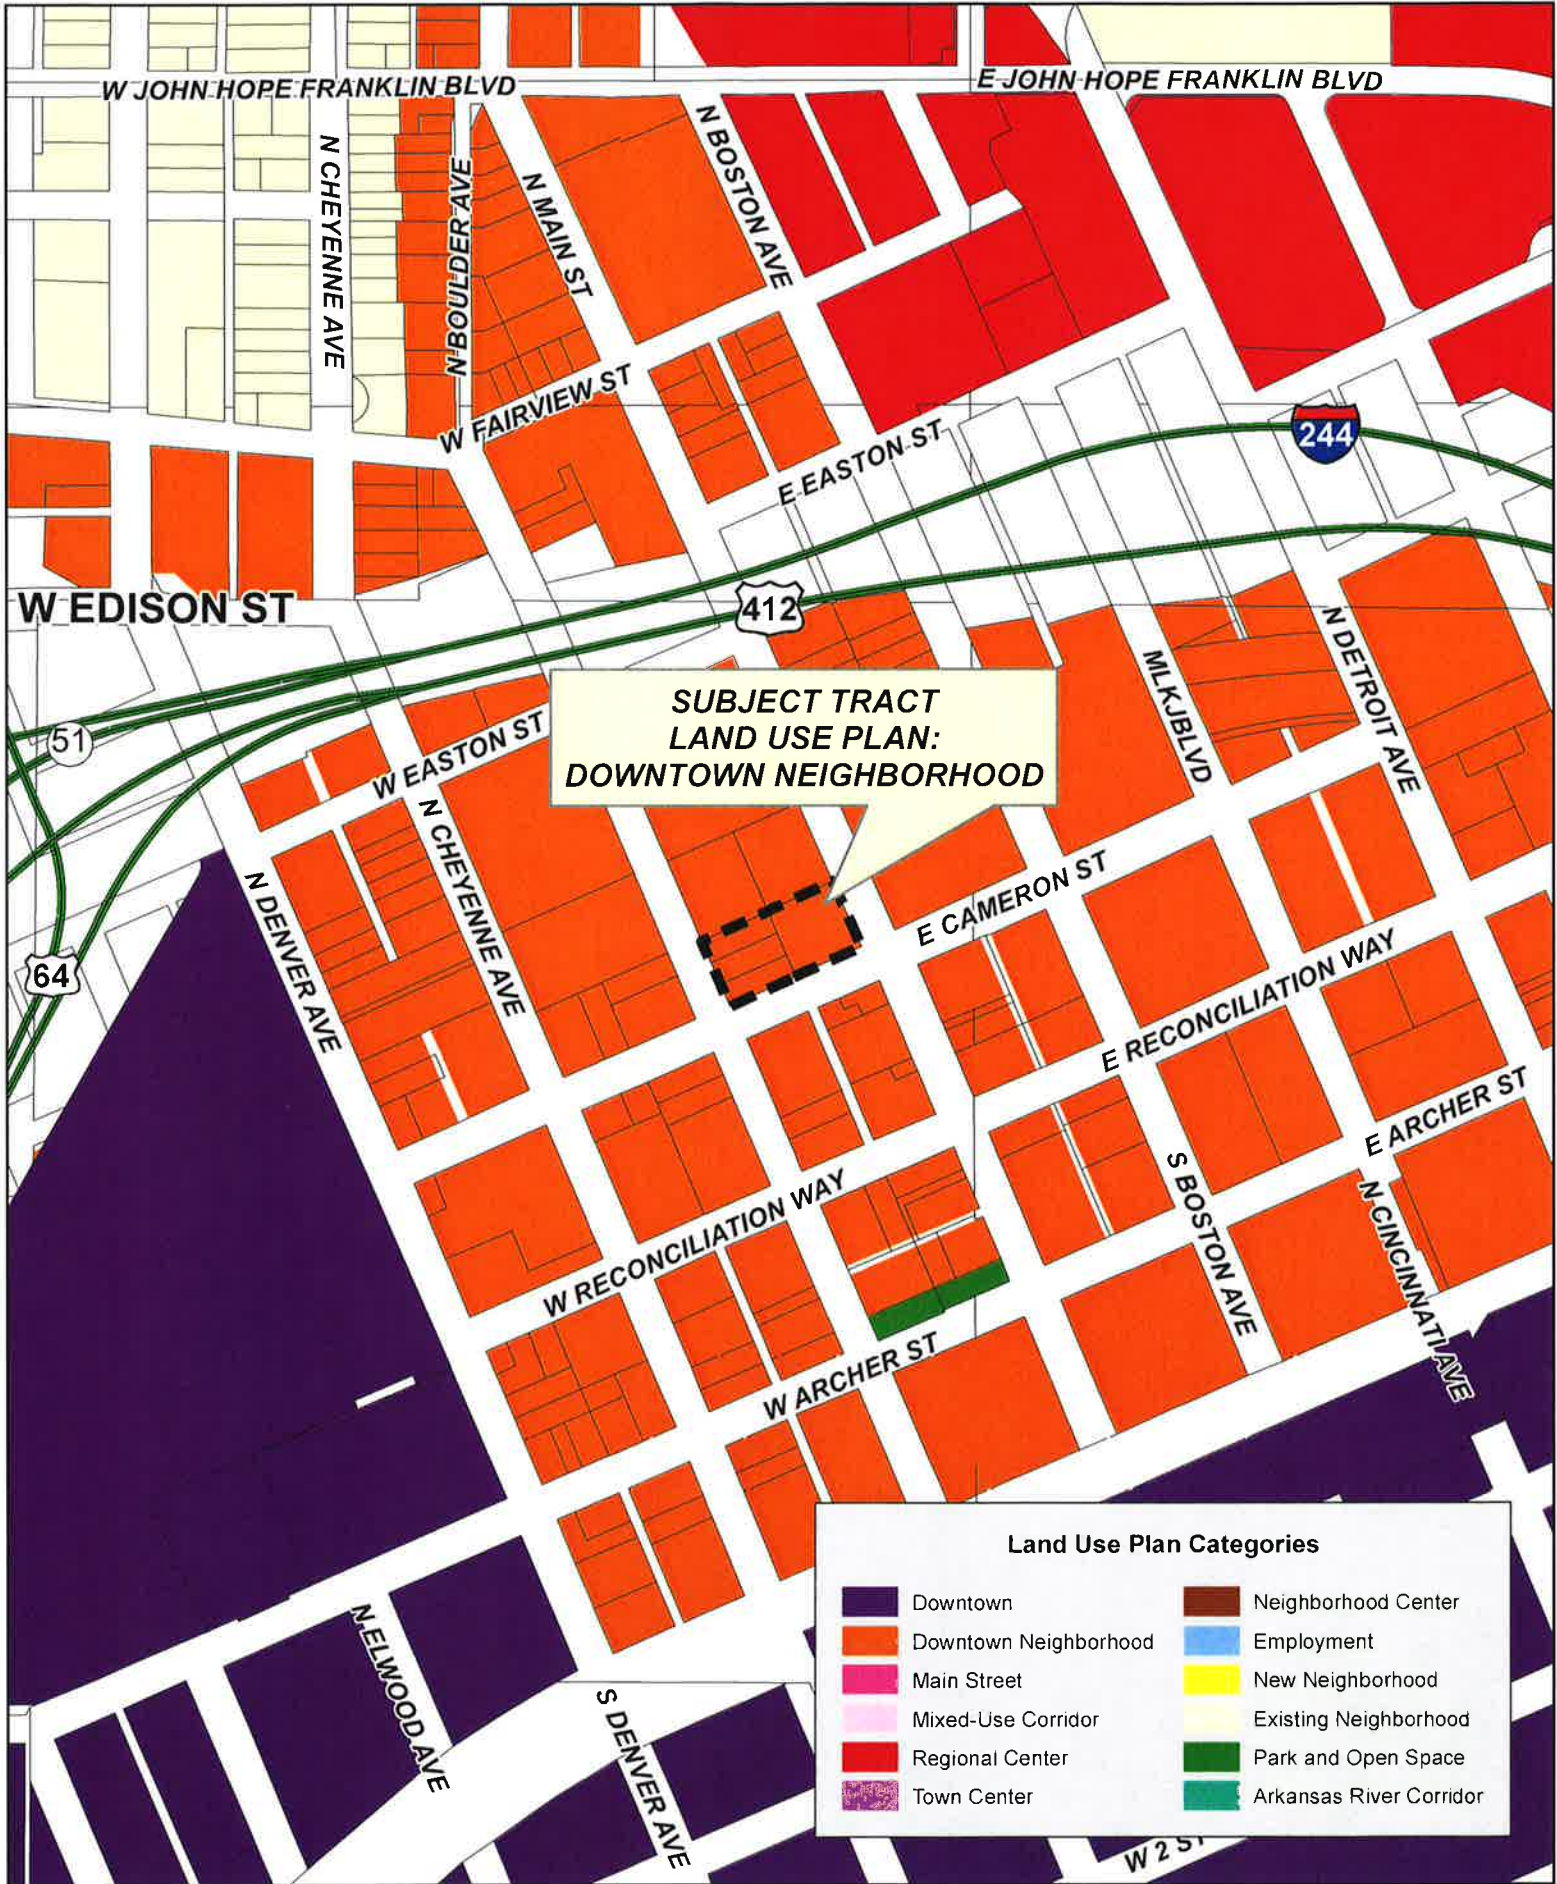 W JOHN HOPE FRANKLIN BLVD
E JOHN HOPE FRANKLIN BLVD
N CHEYENNE AVE
N BOULDER AVE
N MAIN ST
N BOSTON AVE
W FAIRVIEW ST
E EASTON ST
244
W EDISON ST
412
51
64
SUBJECT TRACT
LAND USE PLAN:
DOWNTOWN NEIGHBORHOOD
MLKJBLVD
N DETROIT AVE
W EASTON ST
N CHEYENNE AVE
N DENVER AVE
E CAMERON ST
E RECONCILIATION WAY
E ARCHER ST
S BOSTON AVE
N CINCINNATI AVE
W RECONCILIATION WAY
W ARCHER ST
N ELWOOD AVE
S DENVER AVE
W 2 ST
Land Use Plan Categories
Downtown
Downtown Neighborhood
Main Street
Mixed-Use Corridor
Regional Center
Town Center
Neighborhood Center
Employment
New Neighborhood
Existing Neighborhood
Park and Open Space
Arkansas River Corridor